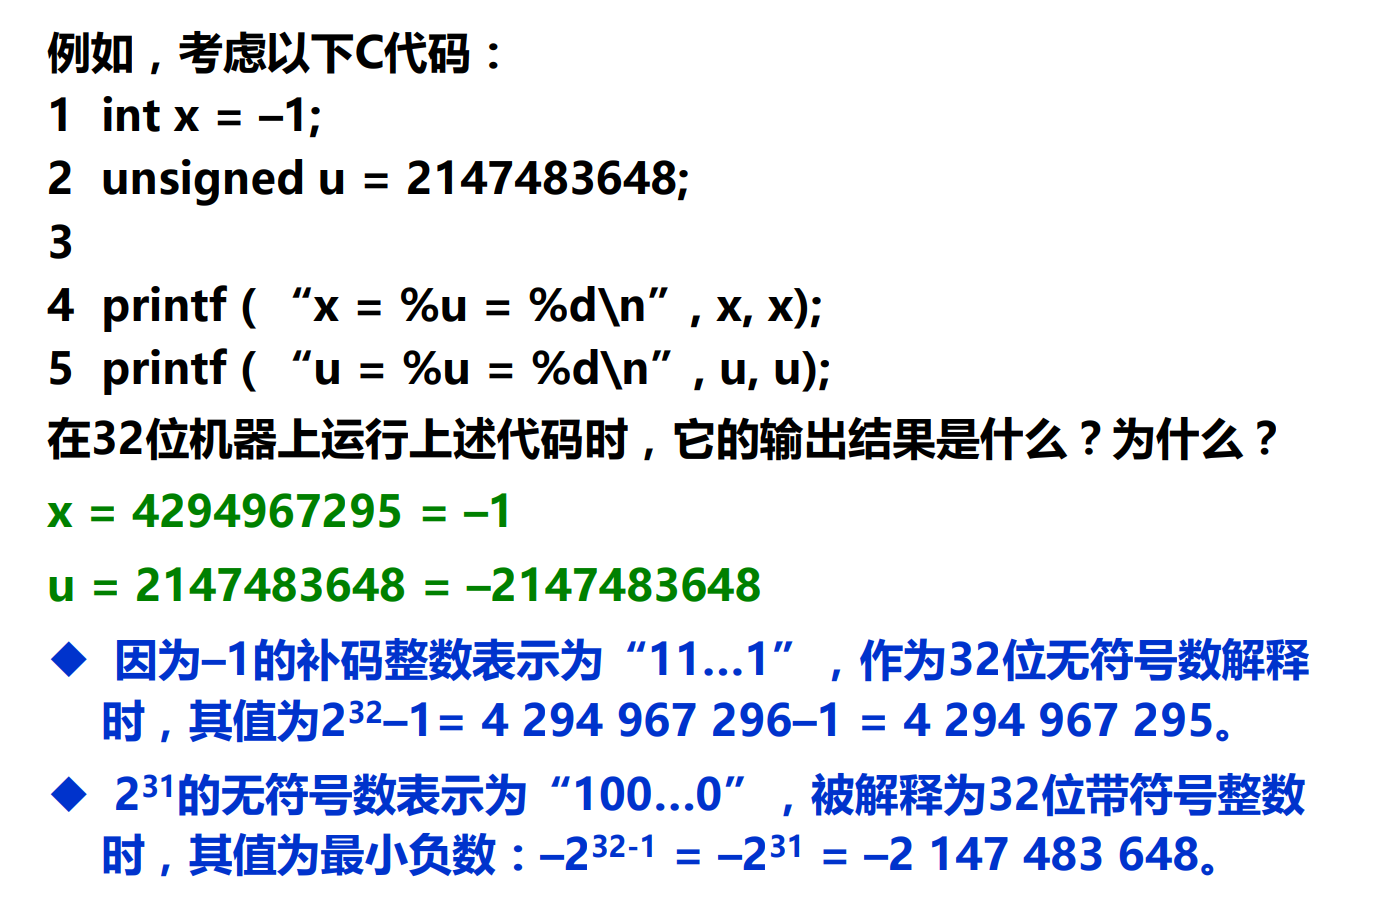 例如，考虑以下C代码：
1 int x = –1;
2 unsigned u = 2147483648;
3
4 printf ( “x = %u = %d\n”, x, x);
5 printf ( “u = %u = %d\n”, u, u);
在32位机器上运行上述代码时，它的输出结果是什么？为什么？
x = 4294967295 = –1
u = 2147483648 = –2147483648
◆ 因为–1的补码整数表示为“11…1”，作为32位无符号数解释
时，其值为2³²–1= 4 294 967 296–1 = 4 294 967 295。
◆ 2³¹的无符号数表示为“100…0”，被解释为32位带符号整数
时，其值为最小负数：–2³²⁻¹ = –2³¹ = –2 147 483 648。